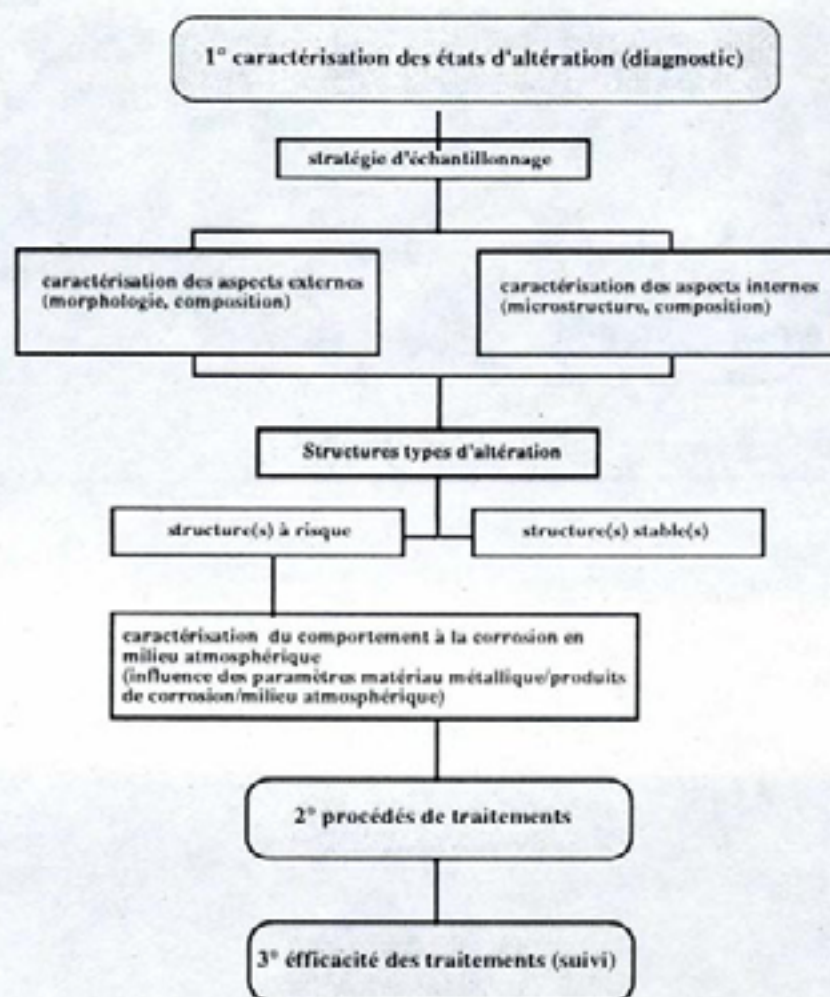 1° caractérisation des états d'altération (diagnostic)
stratégie d'échantillonnage
caractérisation des aspects externes
(morphologie, composition)
caractérisation des aspects internes
(microstructure, composition)
Structures types d'altération
structure(s) à risque
structure(s) stable(s)
caractérisation du comportement à la corrosion en
milieu atmosphérique
(influence des paramètres matériau métallique/produits
de corrosion/milieu atmosphérique)
2° procédés de traitements
3° éfficacité des traitements (suivi)